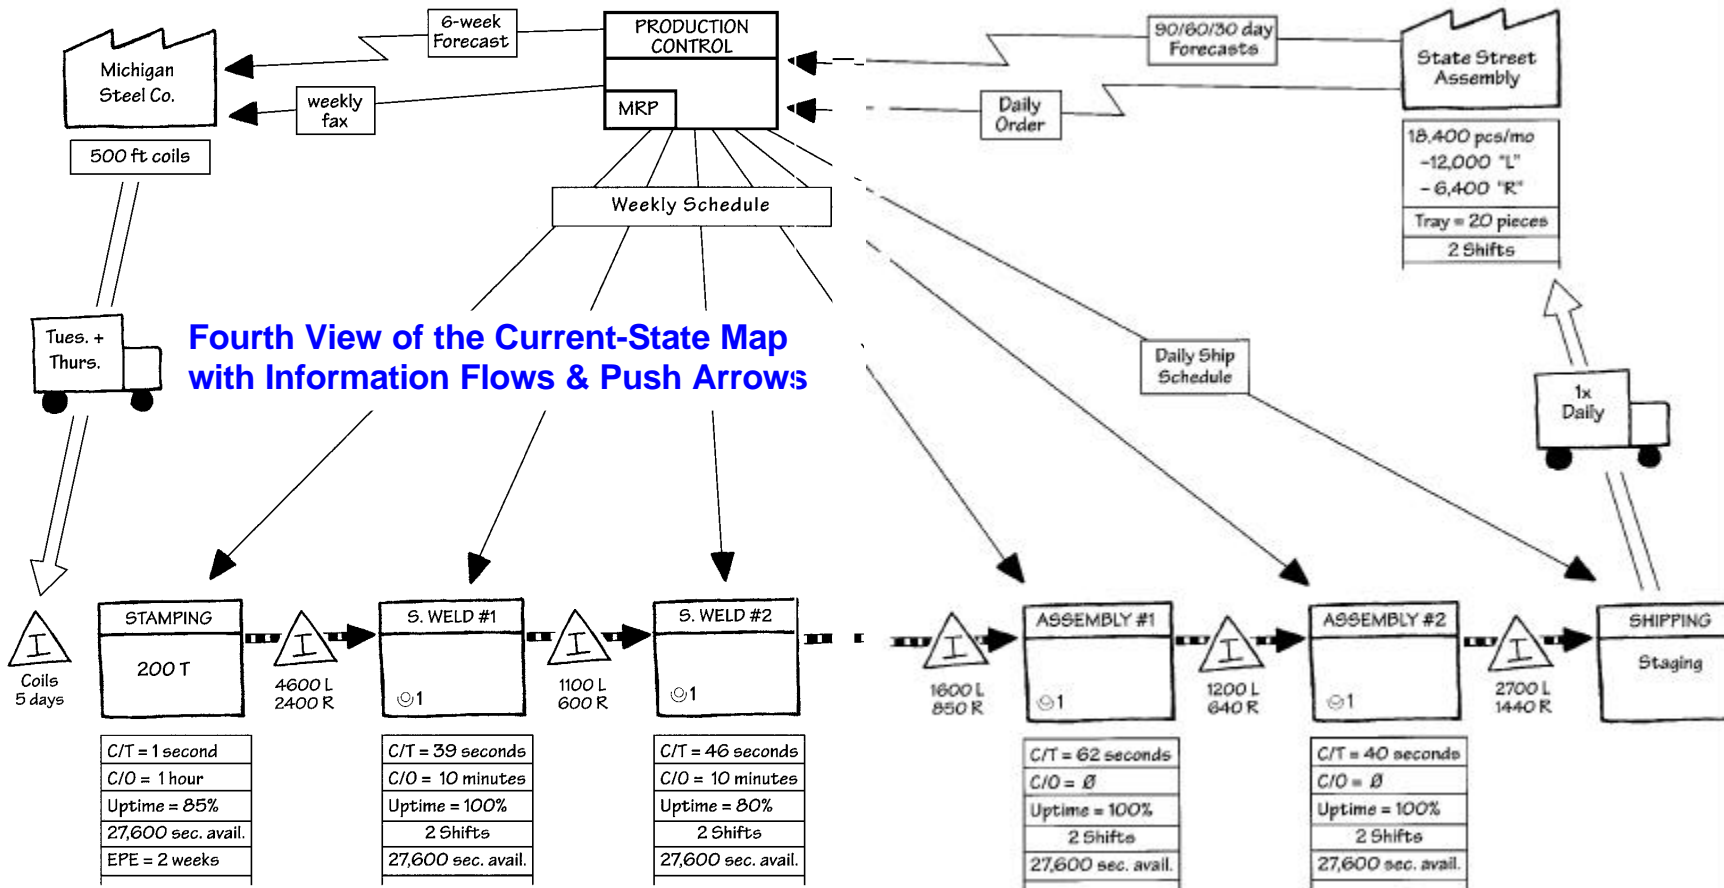 6-week
Forecast
PRODUCTION
CONTROL
MRP
90/60/30 day
Forecasts
State Street
Assembly
Michigan
Steel Co.
weekly
fax
Daily
Order
500 ft coils
18,400 pcs/mo
-12,000 "L"
- 6,400 "R"
Tray = 20 pieces
2 Shifts
Weekly Schedule
Tues. +
Thurs.
Fourth View of the Current-State Map
with Information Flows & Push Arrows
Daily Ship
Schedule
1x
Daily
I
Coils
5 days
STAMPING
200 T
C/T = 1 second
C/O = 1 hour
Uptime = 85%
27,600 sec. avail.
EPE = 2 weeks
I
4600 L
2400 R
S. WELD #1
1
C/T = 39 seconds
C/O = 10 minutes
Uptime = 100%
2 Shifts
27,600 sec. avail.
I
1100 L
600 R
S. WELD #2
1
C/T = 46 seconds
C/O = 10 minutes
Uptime = 80%
2 Shifts
27,600 sec. avail.
I
1600 L
850 R
ASSEMBLY #1
1
C/T = 62 seconds
C/O = Ø
Uptime = 100%
2 Shifts
27,600 sec. avail.
I
1200 L
640 R
ASSEMBLY #2
1
C/T = 40 seconds
C/O = Ø
Uptime = 100%
2 Shifts
27,600 sec. avail.
I
2700 L
1440 R
SHIPPING
Staging